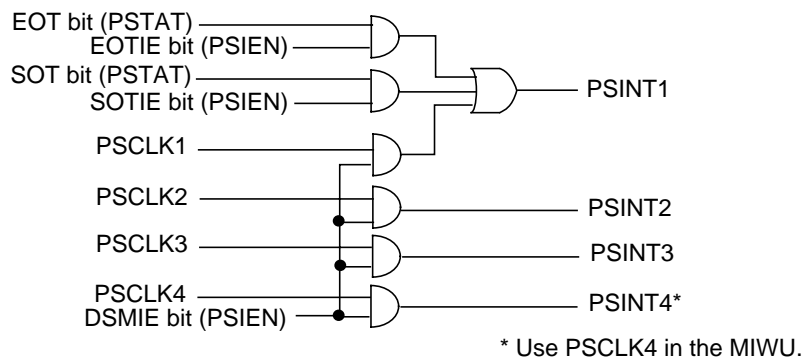 EOT bit (PSTAT)
EOTIE bit (PSIEN)
SOT bit (PSTAT)
SOTIE bit (PSIEN)
PSINT1
PSCLK1
PSCLK2
PSINT2
PSCLK3
PSINT3
PSCLK4
PSINT4*
DSMIE bit (PSIEN)
* Use PSCLK4 in the MIWU.